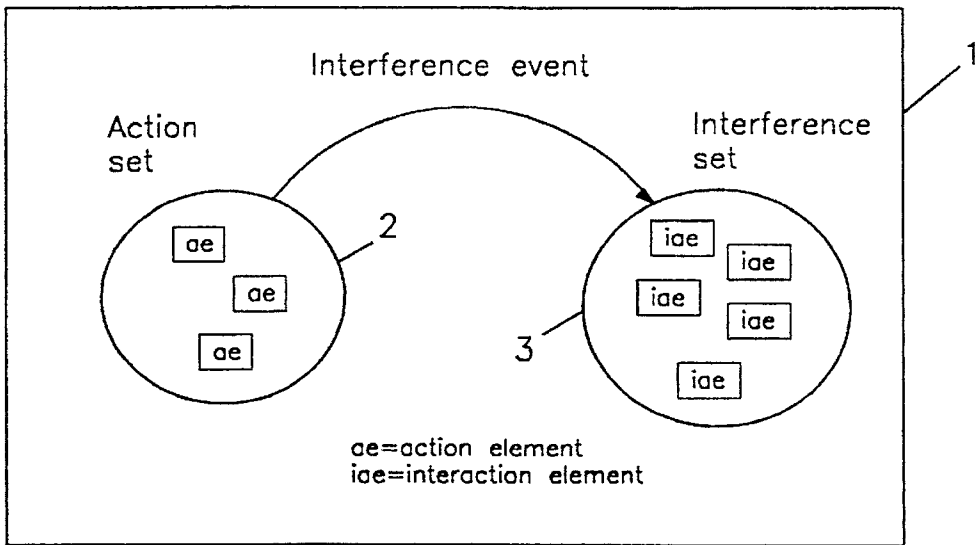 Interference event
1
Action
set
Interference
set
2
ae
ae
ae
iae
iae
iae
iae
iae
3
ae=action element
iae=interaction element